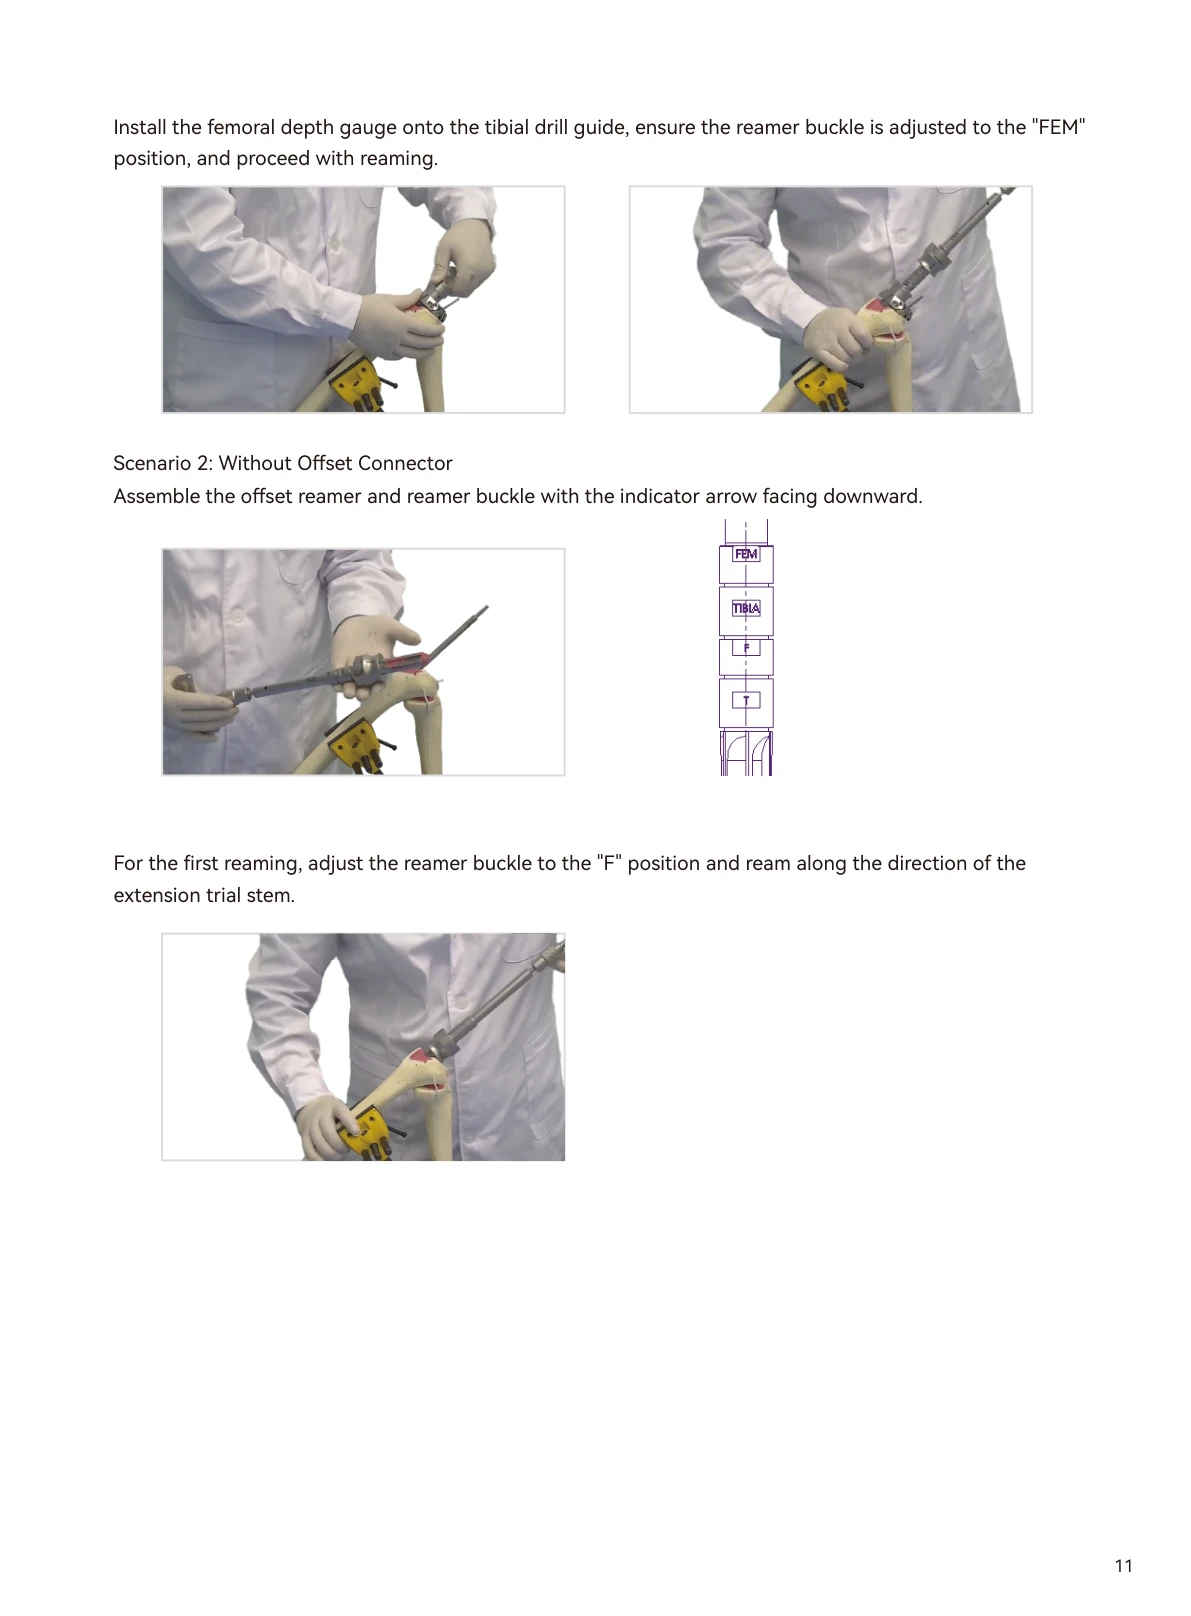 Install the femoral depth gauge onto the tibial drill guide, ensure the reamer buckle is adjusted to the "FEM"
position, and proceed with reaming.
Scenario 2: Without Offset Connector
Assemble the offset reamer and reamer buckle with the indicator arrow facing downward.
FEM
TIBIA
F
T
For the first reaming, adjust the reamer buckle to the "F" position and ream along the direction of the
extension trial stem.
11